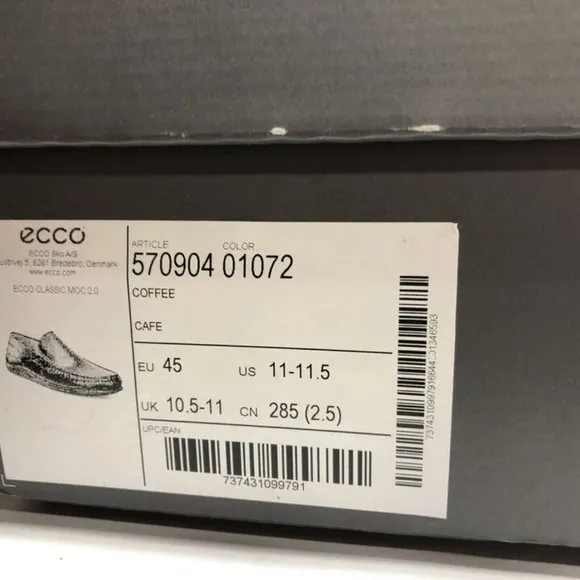 ecco
ECCO Sko A/S
ustrivej 5, 6261 Bredebro, Denmark
www.ecco.com
ECCO CLASSIC MOC 2.0
ARTICLE COLOR
570904 01072
COFFEE
CAFE
EU 45 US 11-11.5
UK 10.5-11 CN 285 (2.5)
UPC/EAN
737431099791